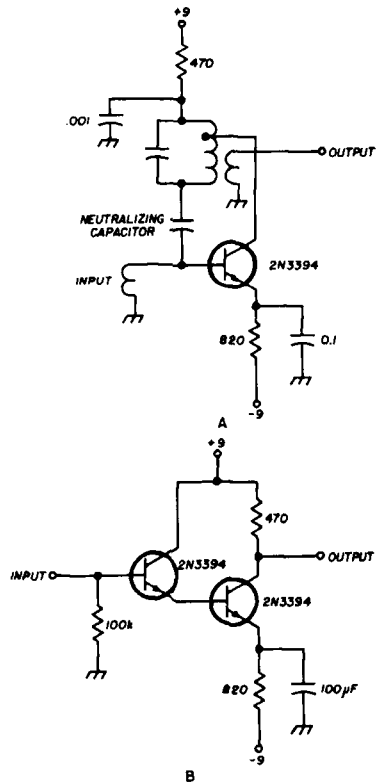 +9
470
.001
OUTPUT
NEUTRALIZING
CAPACITOR
2N3394
INPUT
820
0.1
-9
A
+9
470
OUTPUT
2N3394
INPUT
2N3394
100k
820
100µF
-9
B